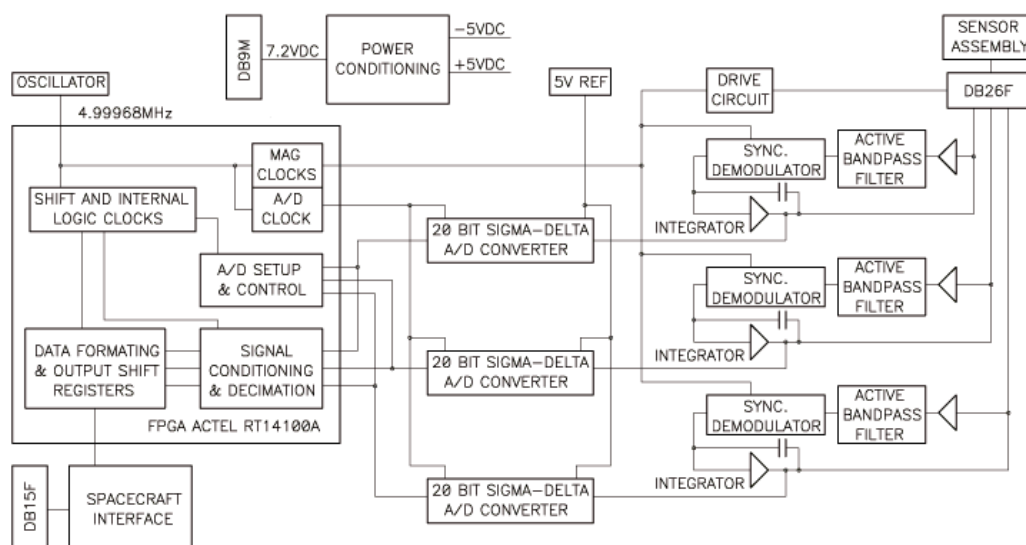 SENSOR
ASSEMBLY
DB9M
7.2VDC
POWER
CONDITIONING
-5VDC
+5VDC
OSCILLATOR
5V REF
DRIVE
CIRCUIT
DB26F
4.99968MHz
MAG
CLOCKS
SYNC.
DEMODULATOR
ACTIVE
BANDPASS
FILTER
SHIFT AND INTERNAL
LOGIC CLOCKS
A/D
CLOCK
20 BIT SIGMA-DELTA
A/D CONVERTER
INTEGRATOR
A/D SETUP
& CONTROL
SYNC.
DEMODULATOR
ACTIVE
BANDPASS
FILTER
DATA FORMATING
& OUTPUT SHIFT
REGISTERS
SIGNAL
CONDITIONING
& DECIMATION
20 BIT SIGMA-DELTA
A/D CONVERTER
INTEGRATOR
FPGA ACTEL RT14100A
SYNC.
DEMODULATOR
ACTIVE
BANDPASS
FILTER
DB15F
SPACECRAFT
INTERFACE
20 BIT SIGMA-DELTA
A/D CONVERTER
INTEGRATOR